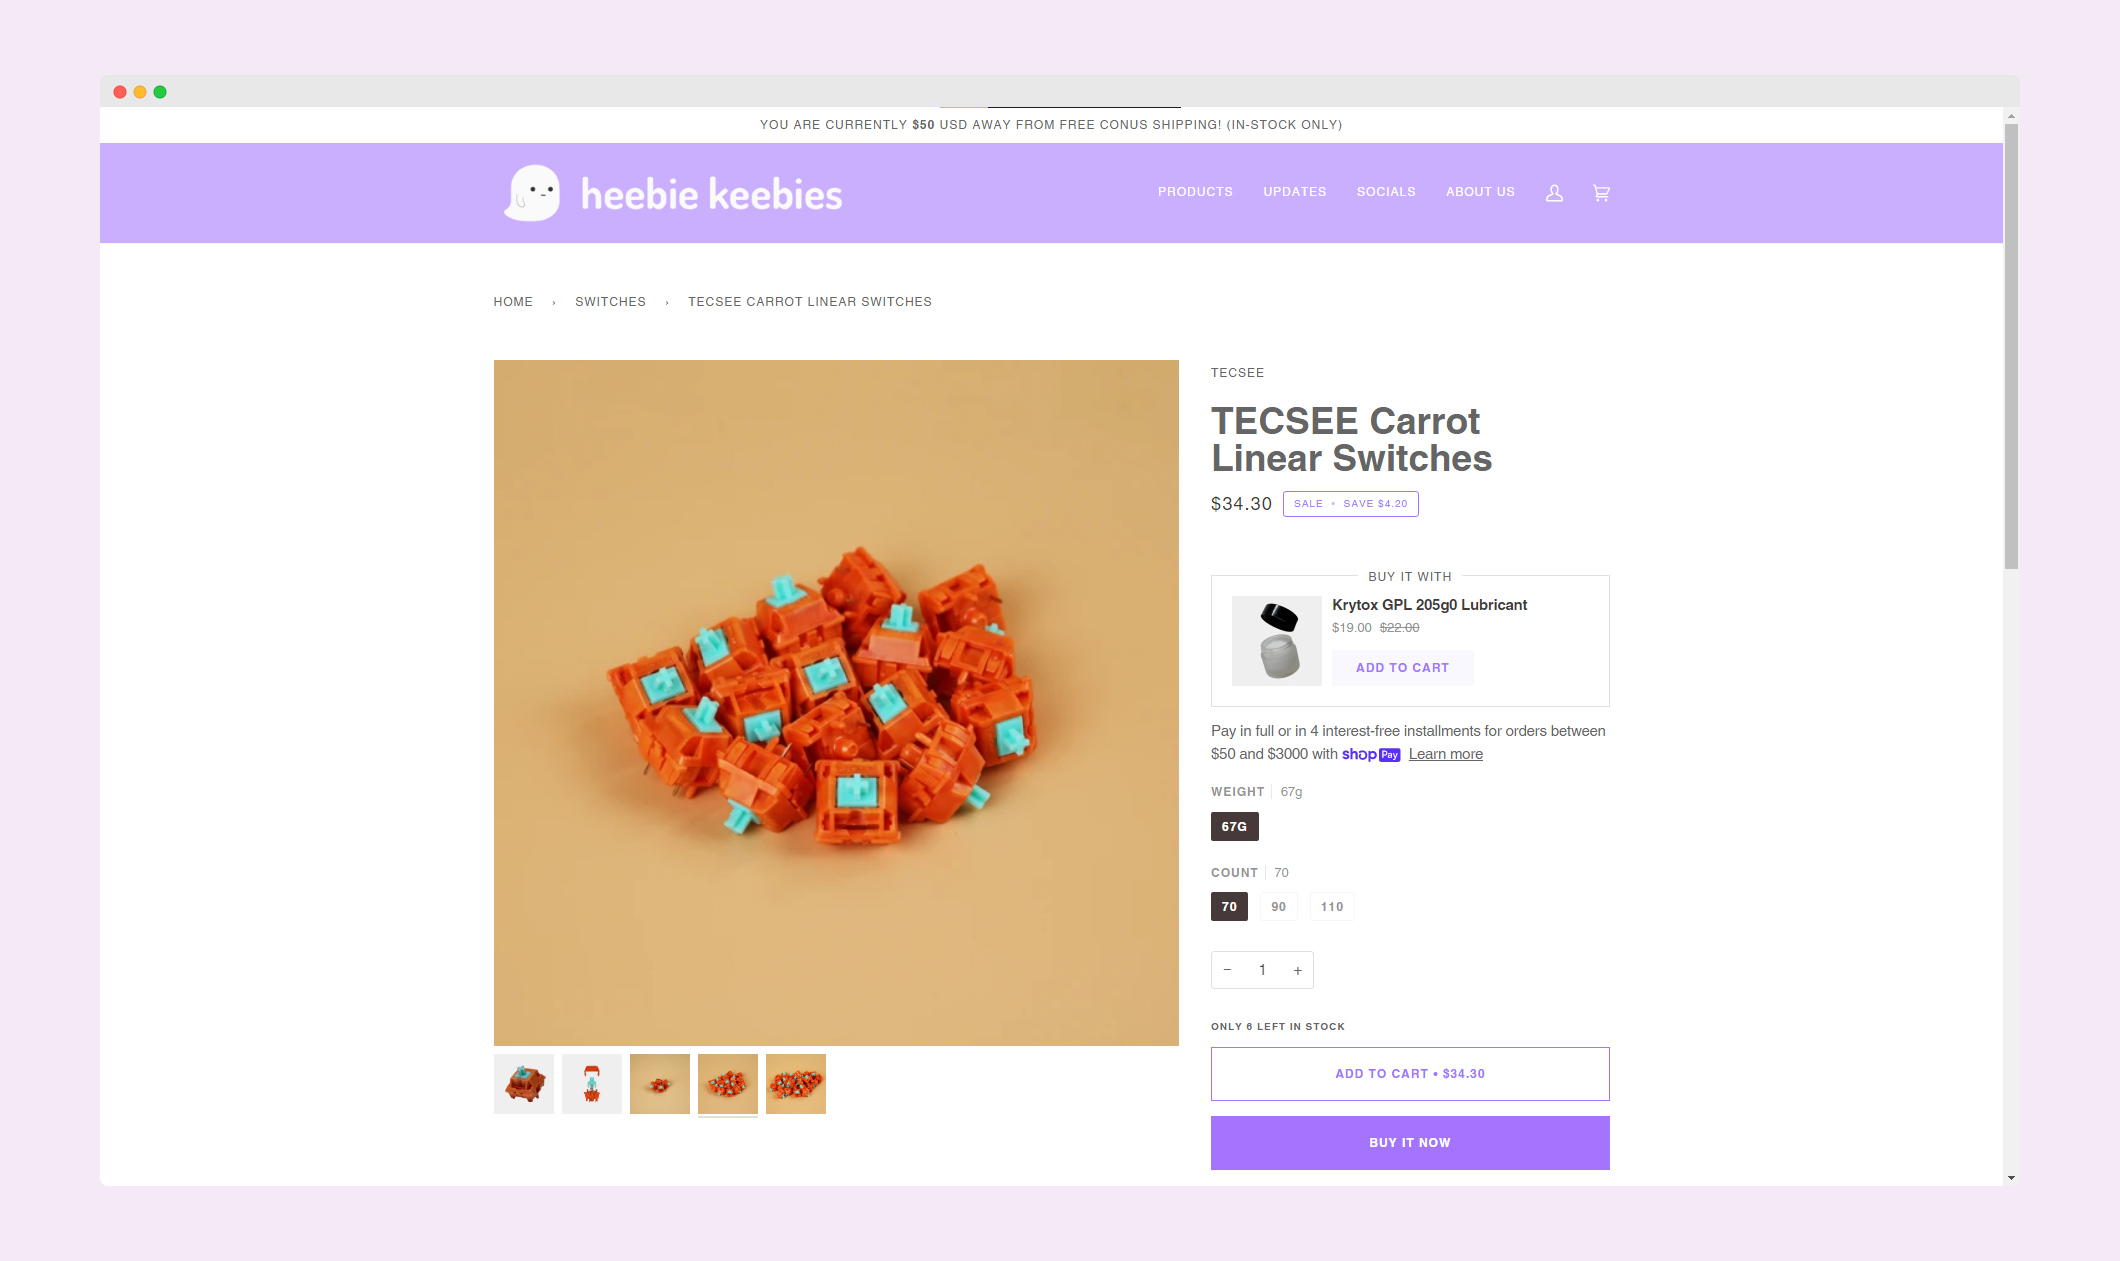 YOU ARE CURRENTLY $50 USD AWAY FROM FREE CONUS SHIPPING! (IN-STOCK ONLY)
heebie keebies
PRODUCTS UPDATES SOCIALS ABOUT US
HOME › SWITCHES › TECSEE CARROT LINEAR SWITCHES
TECSEE
TECSEE Carrot
Linear Switches
$34.30 SALE • SAVE $4.20
BUY IT WITH
Krytox GPL 205g0 Lubricant
$19.00 $22.00
ADD TO CART
Pay in full or in 4 interest-free installments for orders between
$50 and $3000 with shop Pay Learn more
WEIGHT 67g
67G
COUNT 70
70 90 110
− 1 +
ONLY 6 LEFT IN STOCK
ADD TO CART • $34.30
BUY IT NOW